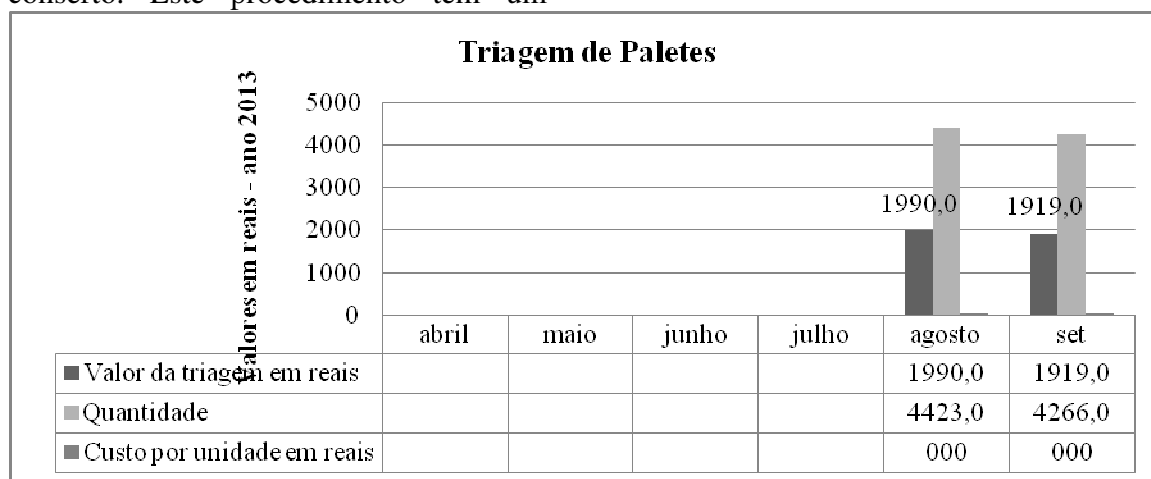 conserto. Este procedimento tem um
Triagem de Paletes
Valores em reais - ano 2013
5000
4000
3000
2000
1000
0
1990,0
1919,0
abril maio junho julho agosto set
Valor da triagem em reais 1990,0 1919,0
Quantidade 4423,0 4266,0
Custo por unidade em reais 000 000